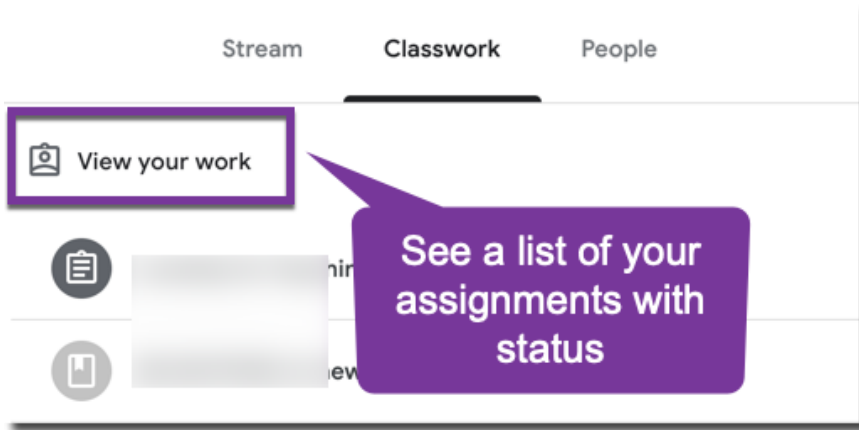 Stream Classwork People
View your work
See a list of your
assignments with
status